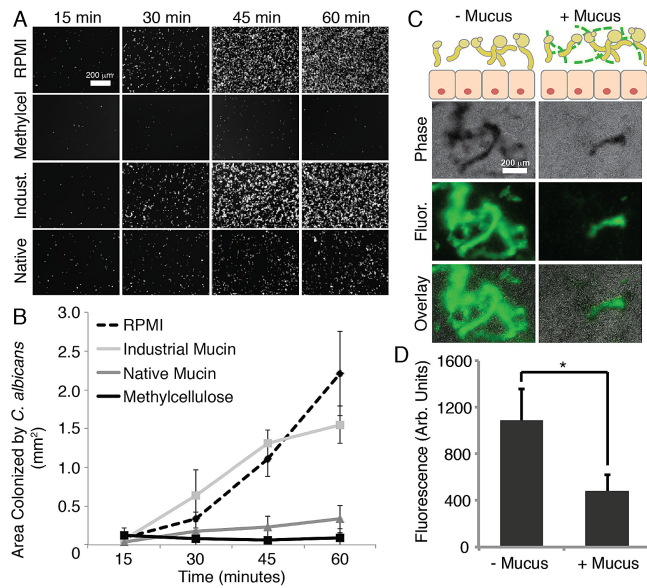 A
15 min 30 min 45 min 60 min
RPMI
200 µm
Methylcel
Indust.
Native
B
3.0
2.5
2.0
1.5
1.0
0.5
0
RPMI
Industrial Mucin
Native Mucin
Methylcellulose
Area Colonized by C. albicans
(mm²)
15 30 45 60
Time (minutes)
C
- Mucus + Mucus
Phase
200 µm
Fluor.
Overlay
D
1600
1200
800
400
0
*
Fluorescence (Arb. Units)
- Mucus + Mucus